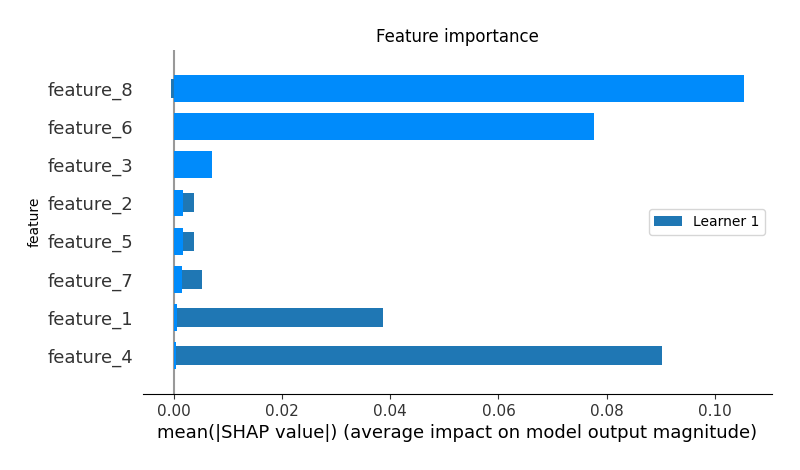 Feature importance
feature_8
feature_6
feature_3
feature_2
feature_5
feature_7
feature_1
feature_4
feature
Learner 1
0.00 0.02 0.04 0.06 0.08 0.10
mean(|SHAP value|) (average impact on model output magnitude)